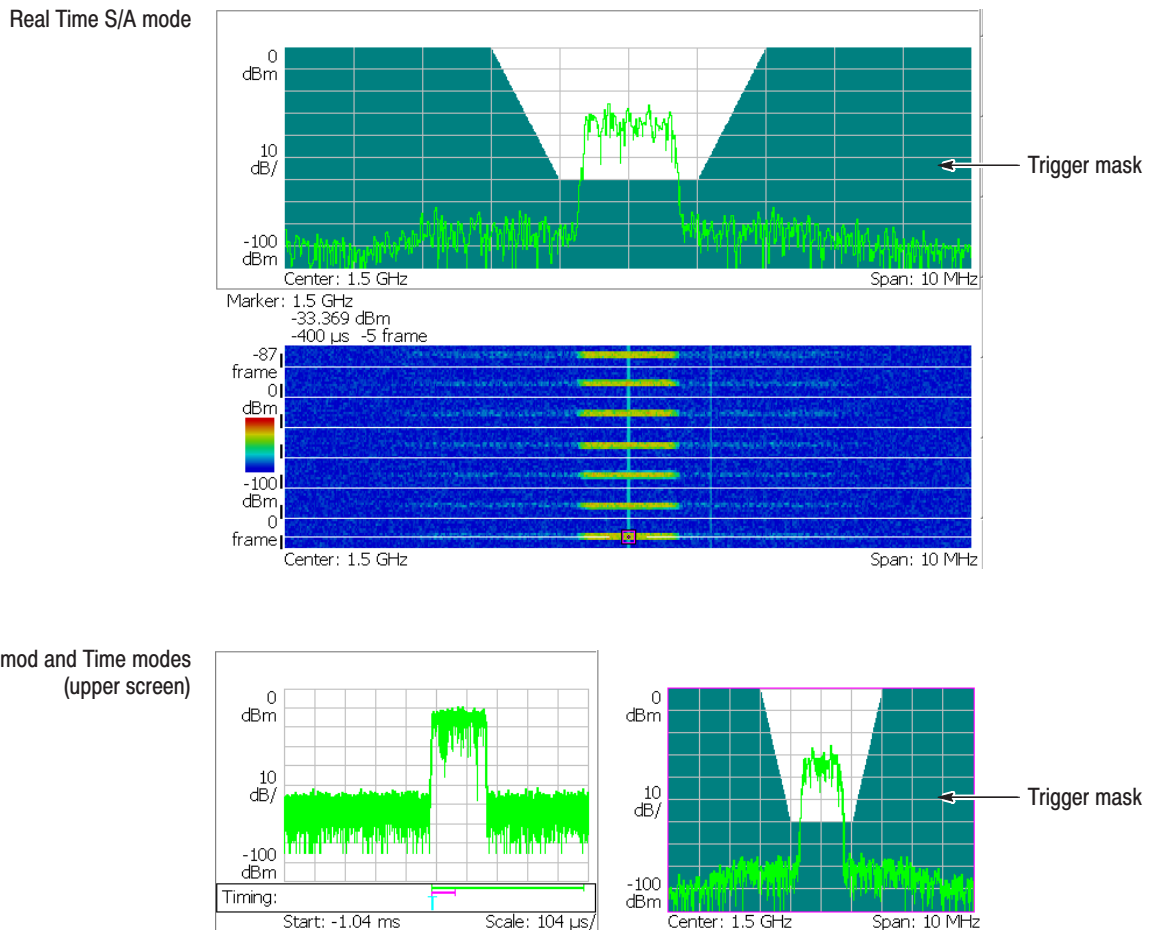 Real Time S/A mode
0
dBm
10
dB/
-100
dBm
Center: 1.5 GHz Span: 10 MHz
Trigger mask
Marker: 1.5 GHz
-33.369 dBm
-400 µs -5 frame
-87
frame
0
dBm
-100
dBm
0
frame
Center: 1.5 GHz Span: 10 MHz
mod and Time modes
(upper screen)
0
dBm
10
dB/
-100
dBm
Timing:
Start: -1.04 ms Scale: 104 µs/
0
dBm
10
dB/
-100
dBm
Center: 1.5 GHz Span: 10 MHz
Trigger mask